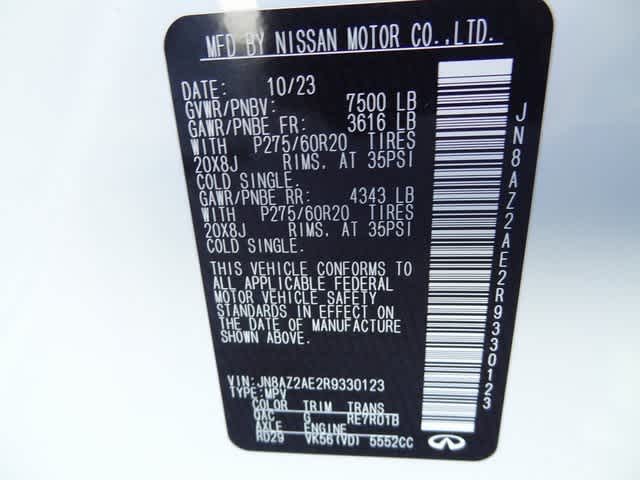 MFD BY NISSAN MOTOR CO.,LTD.
DATE: 10/23
GVWR/PNBV: 7500 LB
GAWR/PNBE FR: 3616 LB
WITH P275/60R20 TIRES
20X8J RIMS. AT 35PSI
COLD SINGLE.
GAWR/PNBE RR: 4343 LB
WITH P275/60R20 TIRES
20X8J RIMS. AT 35PSI
COLD SINGLE.
THIS VEHICLE CONFORMS TO
ALL APPLICABLE FEDERAL
MOTOR VEHICLE SAFETY
STANDARDS IN EFFECT ON
THE DATE OF MANUFACTURE
SHOWN ABOVE.
VIN: JN8AZ2AE2R9330123
TYPE: MPV
COLOR TRIM TRANS
QAC G RE7R0TB
AXLE ENGINE
RD29 VK56(VD) 5552CC
JN8AZ2AE2R9330123